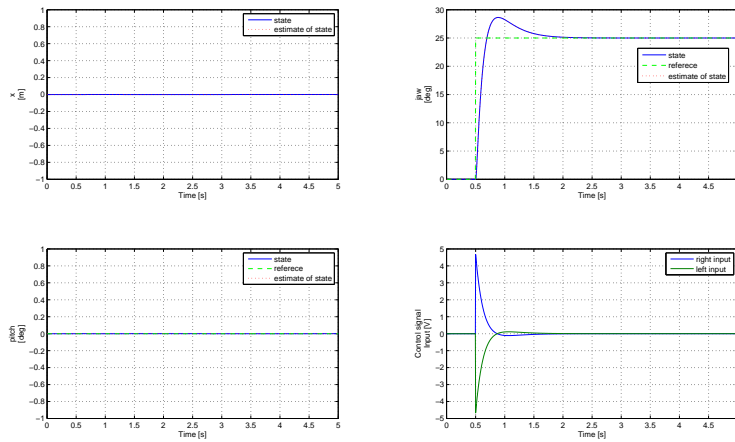 1
0.8
0.6
0.4
0.2
0
−0.2
−0.4
−0.6
−0.8
−1
x
[m]
0 0.5 1 1.5 2 2.5 3 3.5 4 4.5 5
Time [s]
state
estimate of state
30
25
20
15
10
5
0
jaw
[deg]
0 0.5 1 1.5 2 2.5 3 3.5 4 4.5
Time [s]
state
referece
estimate of state
1
0.8
0.6
0.4
0.2
0
−0.2
−0.4
−0.6
−0.8
−1
pitch
[deg]
0 0.5 1 1.5 2 2.5 3 3.5 4 4.5 5
Time [s]
state
referece
estimate of state
5
4
3
2
1
0
−1
−2
−3
−4
−5
Control signal
Input [V]
0 0.5 1 1.5 2 2.5 3 3.5 4 4.5
Time [s]
right input
left input